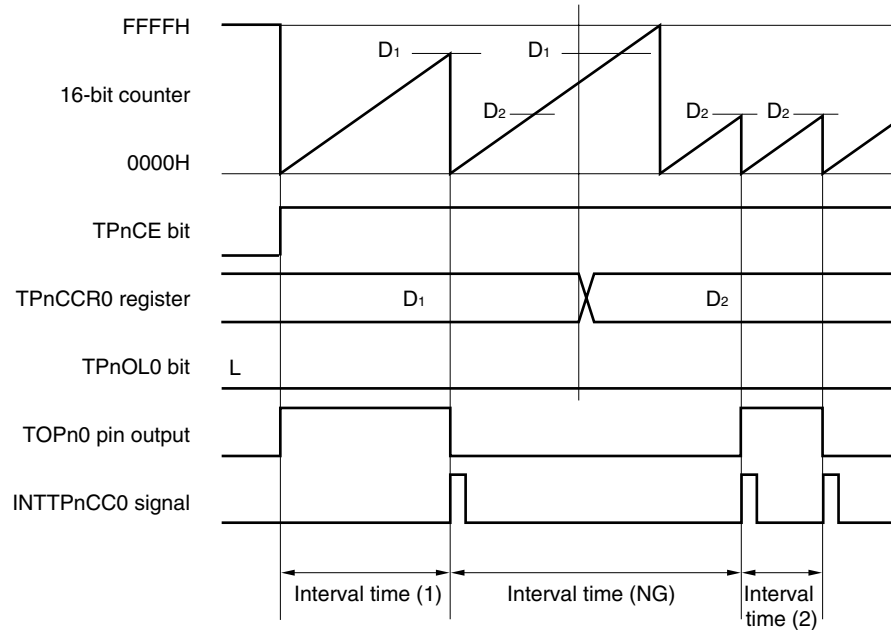 FFFFH
D₁ D₁
16-bit counter
D₂ D₂ D₂
0000H
TPnCE bit
TPnCCR0 register D₁ D₂
TPnOL0 bit L
TOPn0 pin output
INTTPnCC0 signal
Interval time (1) Interval time (NG) Interval
time (2)